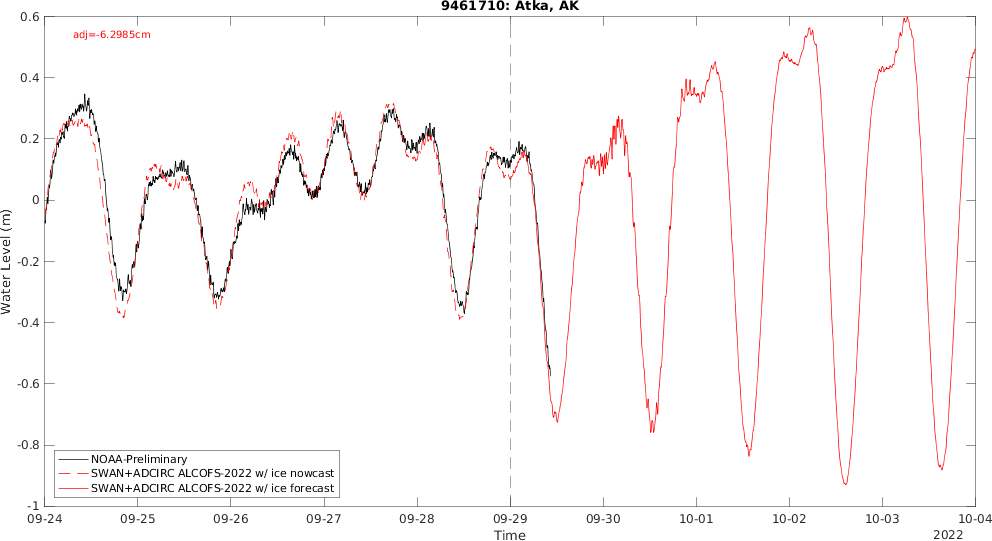 9461710: Atka, AK
adj=-6.2985cm
0.6
0.4
0.2
0
-0.2
-0.4
-0.6
-0.8
-1
Water Level (m)
NOAA-Preliminary
SWAN+ADCIRC ALCOFS-2022 w/ ice nowcast
SWAN+ADCIRC ALCOFS-2022 w/ ice forecast
09-24 09-25 09-26 09-27 09-28 09-29 09-30 10-01 10-02 10-03 10-04
Time
2022